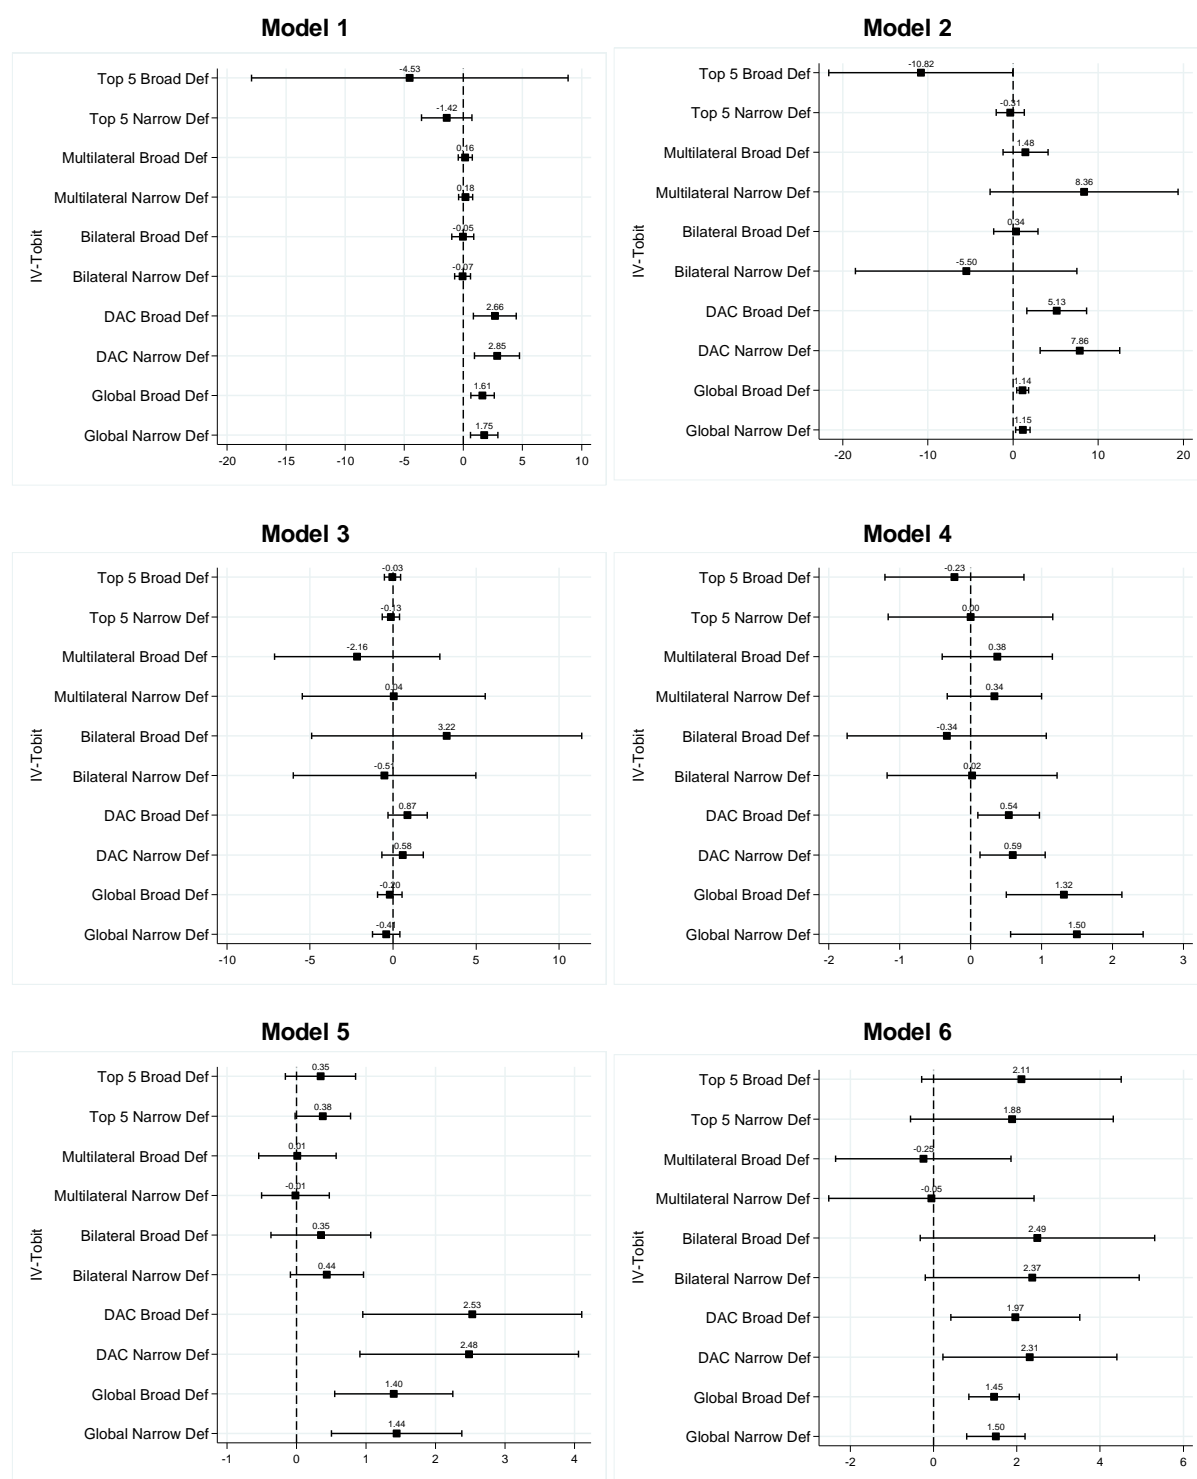 Model 1
Top 5 Broad Def
-4.53
Top 5 Narrow Def
-1.42
Multilateral Broad Def
0.16
Multilateral Narrow Def
0.18
Bilateral Broad Def
-0.05
Bilateral Narrow Def
-0.07
DAC Broad Def
2.66
DAC Narrow Def
2.85
Global Broad Def
1.61
Global Narrow Def
1.75
IV-Tobit
-20 -15 -10 -5 0 5 10
Model 2
Top 5 Broad Def
-10.82
Top 5 Narrow Def
-0.31
Multilateral Broad Def
1.48
Multilateral Narrow Def
8.36
Bilateral Broad Def
0.34
Bilateral Narrow Def
-5.50
DAC Broad Def
5.13
DAC Narrow Def
7.86
Global Broad Def
1.14
Global Narrow Def
1.15
IV-Tobit
-20 -10 0 10 20
Model 3
Top 5 Broad Def
-0.03
Top 5 Narrow Def
-0.13
Multilateral Broad Def
-2.16
Multilateral Narrow Def
0.04
Bilateral Broad Def
3.22
Bilateral Narrow Def
-0.51
DAC Broad Def
0.87
DAC Narrow Def
0.58
Global Broad Def
-0.20
Global Narrow Def
-0.41
IV-Tobit
-10 -5 0 5 10
Model 4
Top 5 Broad Def
-0.23
Top 5 Narrow Def
0.00
Multilateral Broad Def
0.38
Multilateral Narrow Def
0.34
Bilateral Broad Def
-0.34
Bilateral Narrow Def
0.02
DAC Broad Def
0.54
DAC Narrow Def
0.59
Global Broad Def
1.32
Global Narrow Def
1.50
IV-Tobit
-2 -1 0 1 2 3
Model 5
Top 5 Broad Def
0.35
Top 5 Narrow Def
0.38
Multilateral Broad Def
0.01
Multilateral Narrow Def
-0.01
Bilateral Broad Def
0.35
Bilateral Narrow Def
0.44
DAC Broad Def
2.53
DAC Narrow Def
2.48
Global Broad Def
1.40
Global Narrow Def
1.44
IV-Tobit
-1 0 1 2 3 4
Model 6
Top 5 Broad Def
2.11
Top 5 Narrow Def
1.88
Multilateral Broad Def
-0.25
Multilateral Narrow Def
-0.05
Bilateral Broad Def
2.49
Bilateral Narrow Def
2.37
DAC Broad Def
1.97
DAC Narrow Def
2.31
Global Broad Def
1.45
Global Narrow Def
1.50
IV-Tobit
-2 0 2 4 6